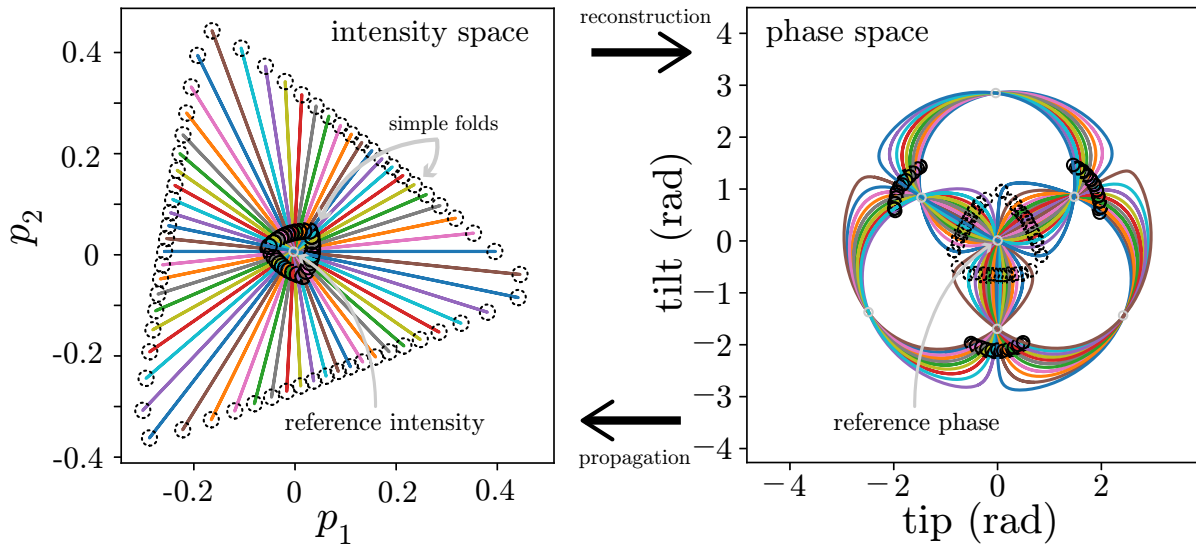 intensity space
simple folds
reference intensity
0.4
0.2
0
-0.2
-0.4
p2
-0.2
0
0.2
0.4
p1
reconstruction
propagation
phase space
reference phase
4
3
2
1
0
−1
−2
−3
−4
tilt (rad)
−4
−2
0
2
tip (rad)